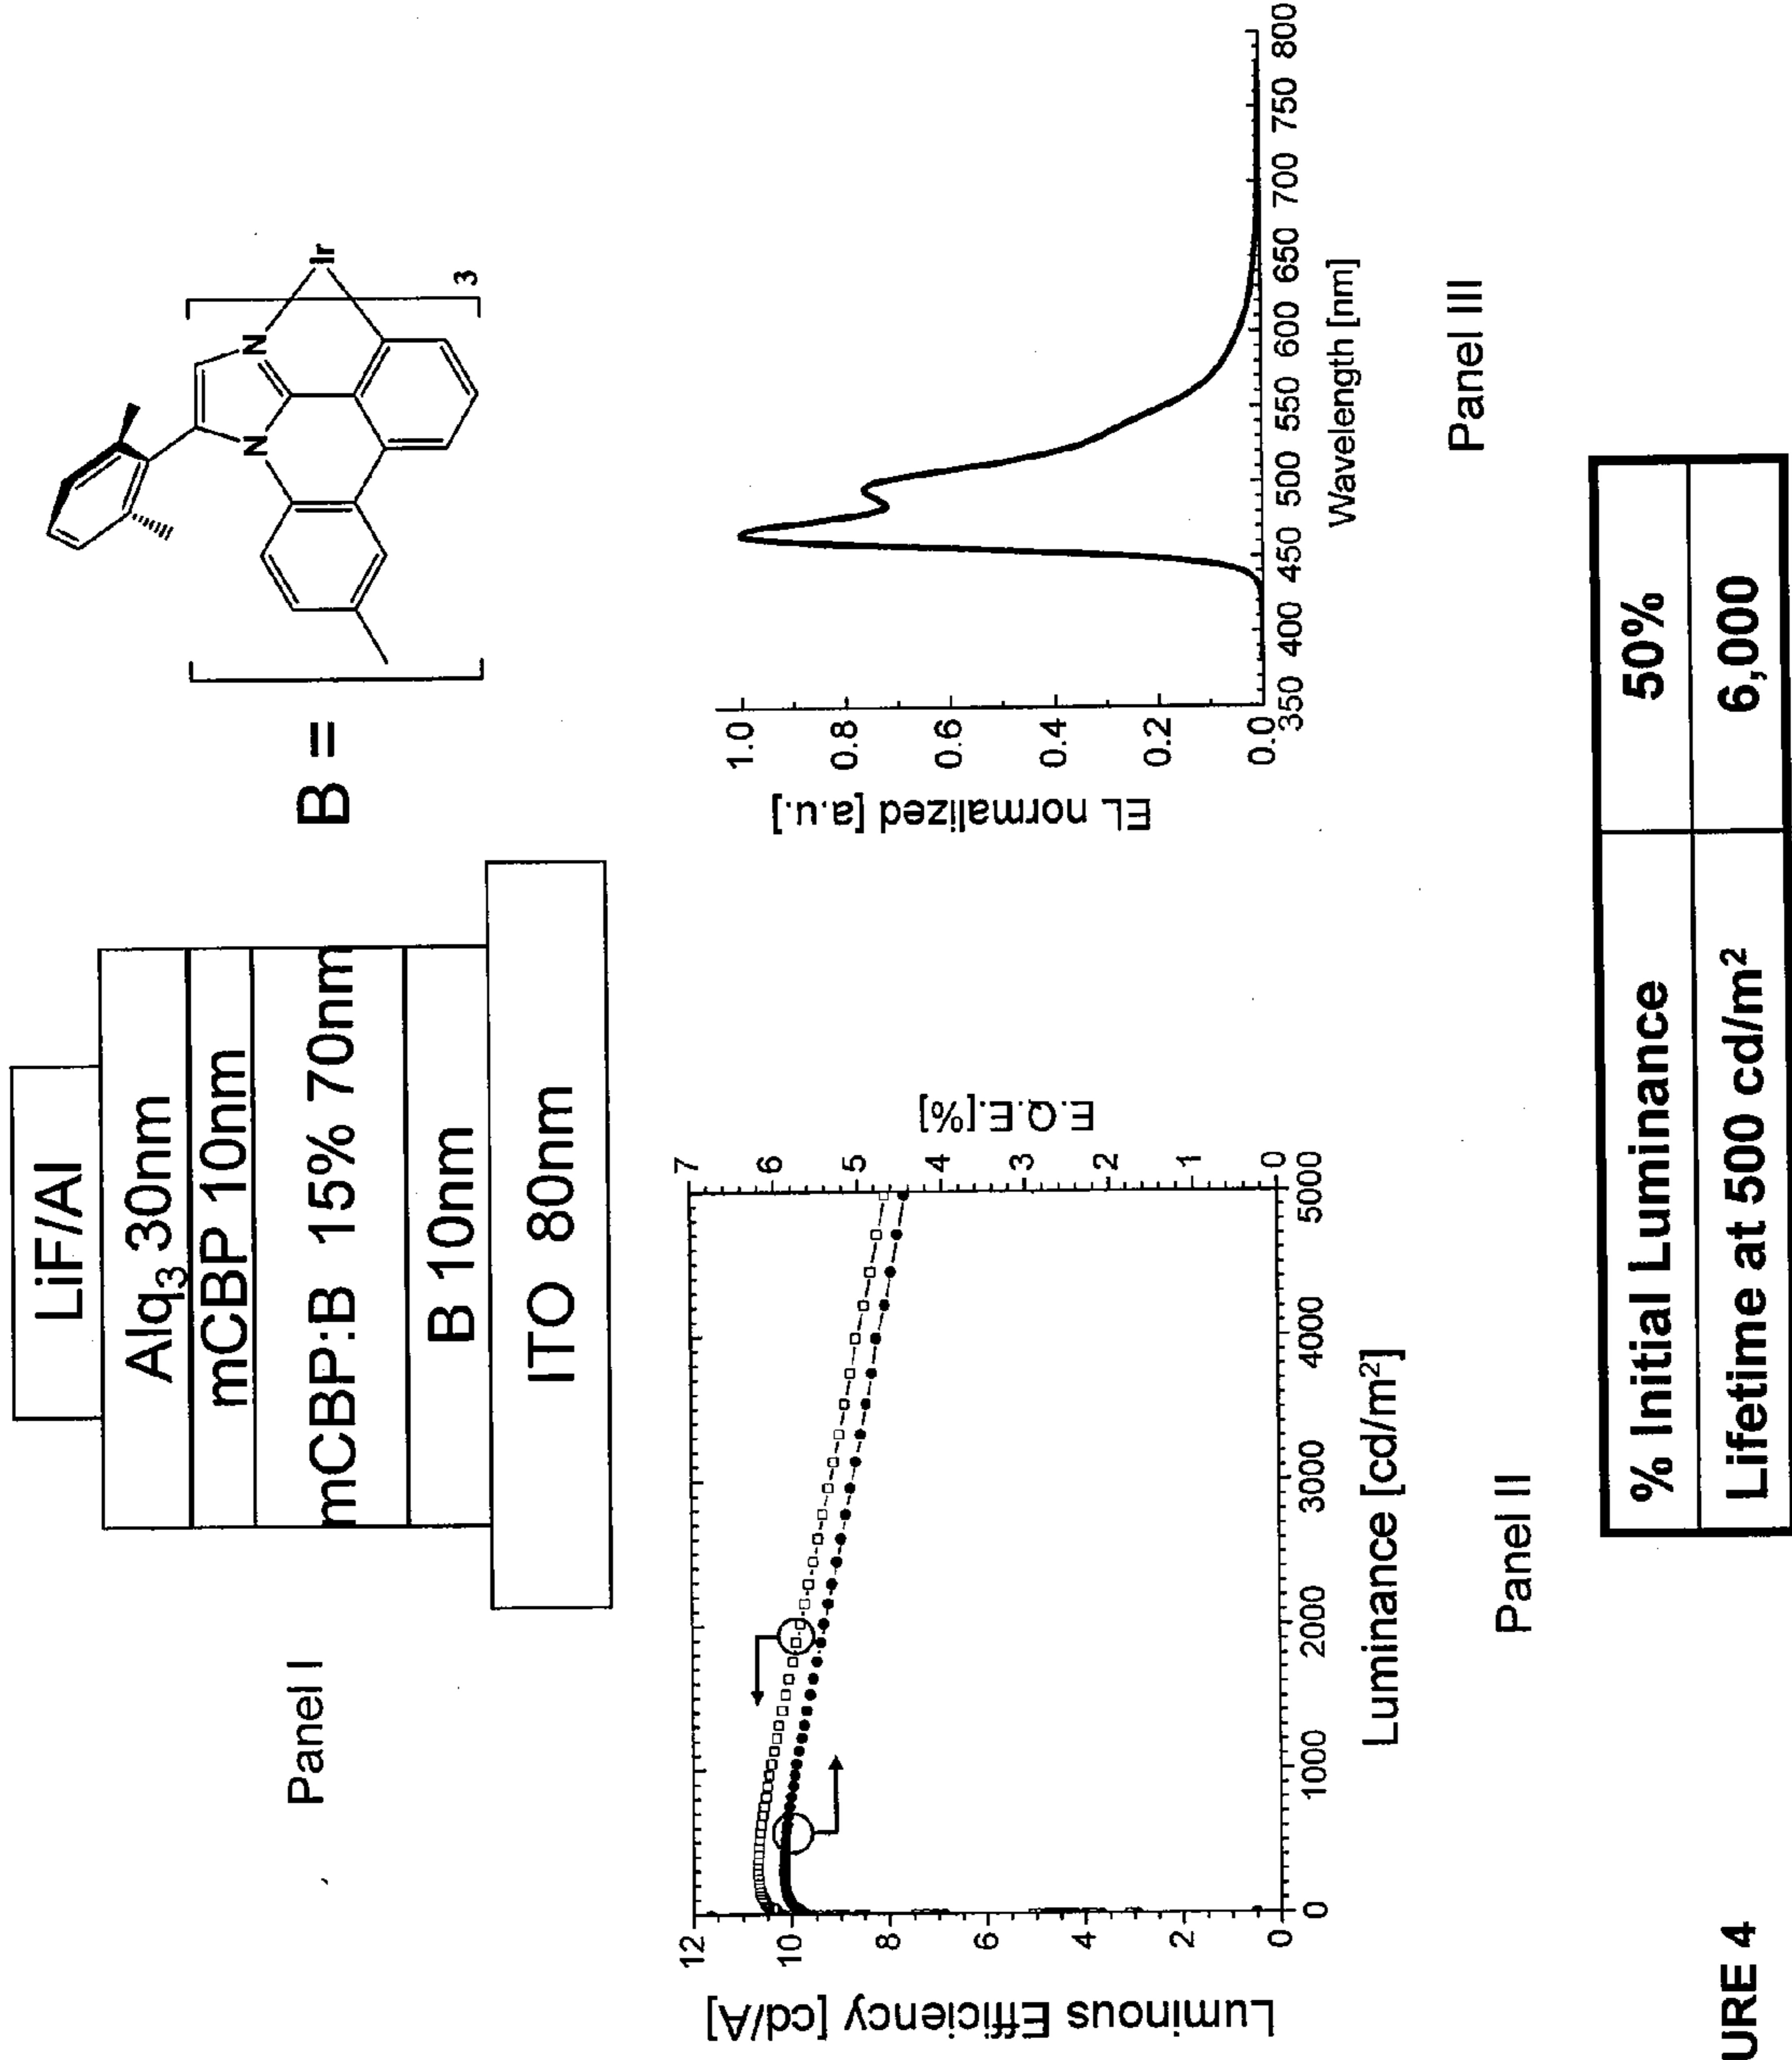 Panel I
LiF/Al
Alq3 30nm
mCBP 10nm
mCBP:B 15% 70nm
B 10nm
ITO 80nm
B =
N
N
Ir
3
Luminous Efficiency [cd/A]
12
10
8
6
4
2
0
7
6
5
4
3
2
1
0
E.Q.E.[%]
0 1000 2000 3000 4000 5000
Luminance [cd/m2]
Panel II
EL normalized [a.u.]
1.0
0.8
0.6
0.4
0.2
0.0
350 400 450 500 550 600 650 700 750 800
Wavelength [nm]
Panel III
% Initial Luminance 50%
Lifetime at 500 cd/m2 6,000
URE 4